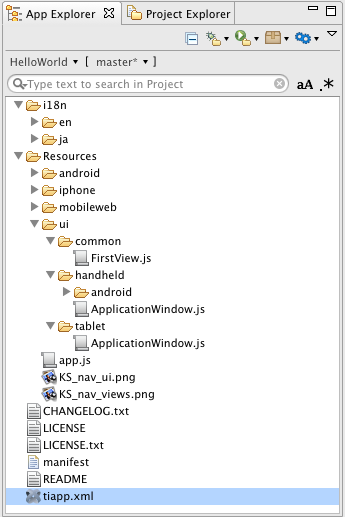 App Explorer Project Explorer
HelloWorld [ master* ]
Type to search in Project aA .*
i18n
en
ja
Resources
android
iphone
mobileweb
ui
common
FirstView.js
handheld
android
ApplicationWindow.js
tablet
ApplicationWindow.js
app.js
KS_nav_ui.png
KS_nav_views.png
CHANGELOG.txt
LICENSE
LICENSE.txt
manifest
README
tiapp.xml